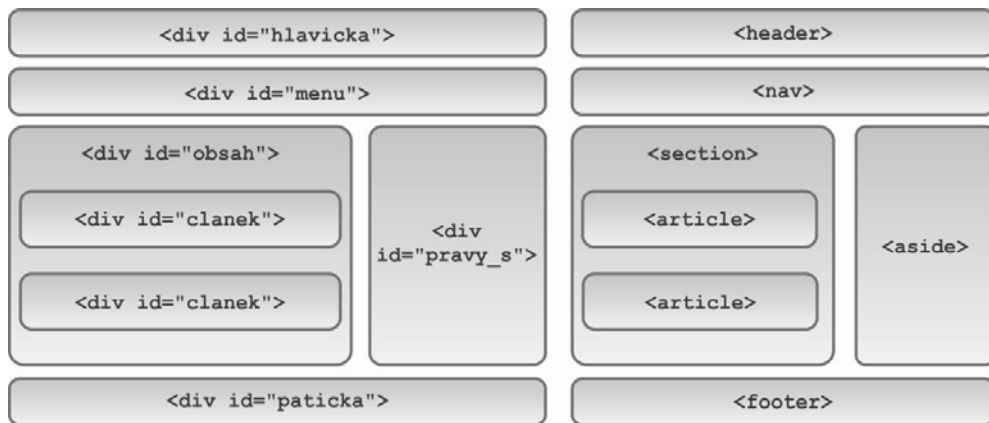 <div id="hlavicka">
<div id="menu">
<div id="obsah">
<div id="clanek">
<div id="clanek">
<div
id="pravy_s">
<div id="paticka">
<header>
<nav>
<section>
<article>
<article>
<aside>
<footer>